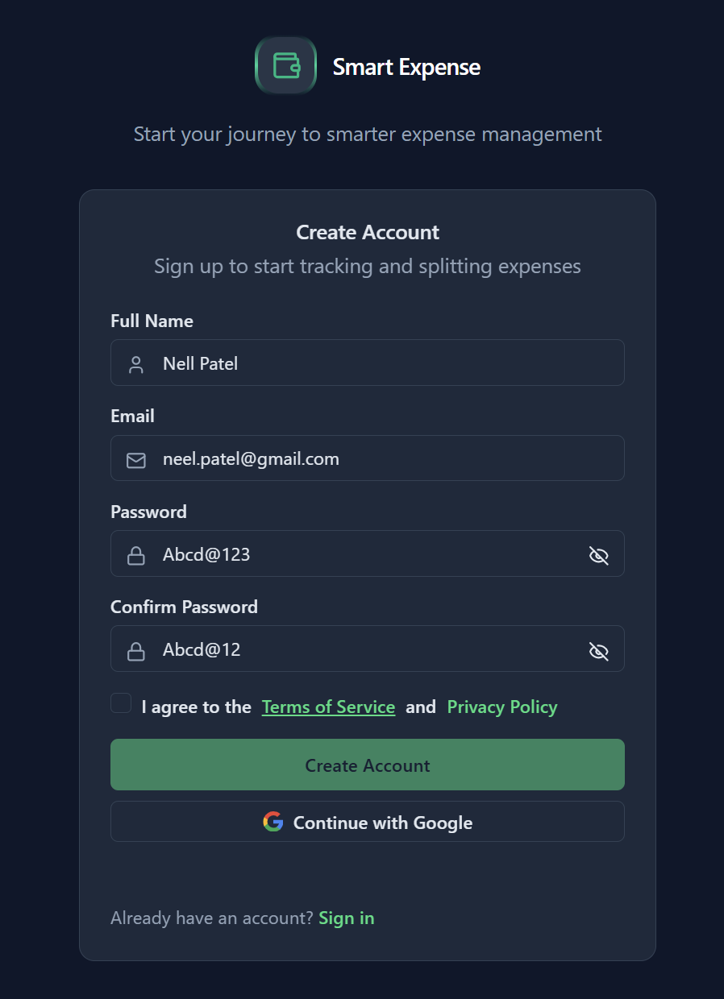 Smart Expense
Start your journey to smarter expense management
Create Account
Sign up to start tracking and splitting expenses
Full Name
Nell Patel
Email
neel.patel@gmail.com
Password
Abcd@123
Confirm Password
Abcd@12
I agree to the Terms of Service and Privacy Policy
Create Account
Continue with Google
Already have an account? Sign in